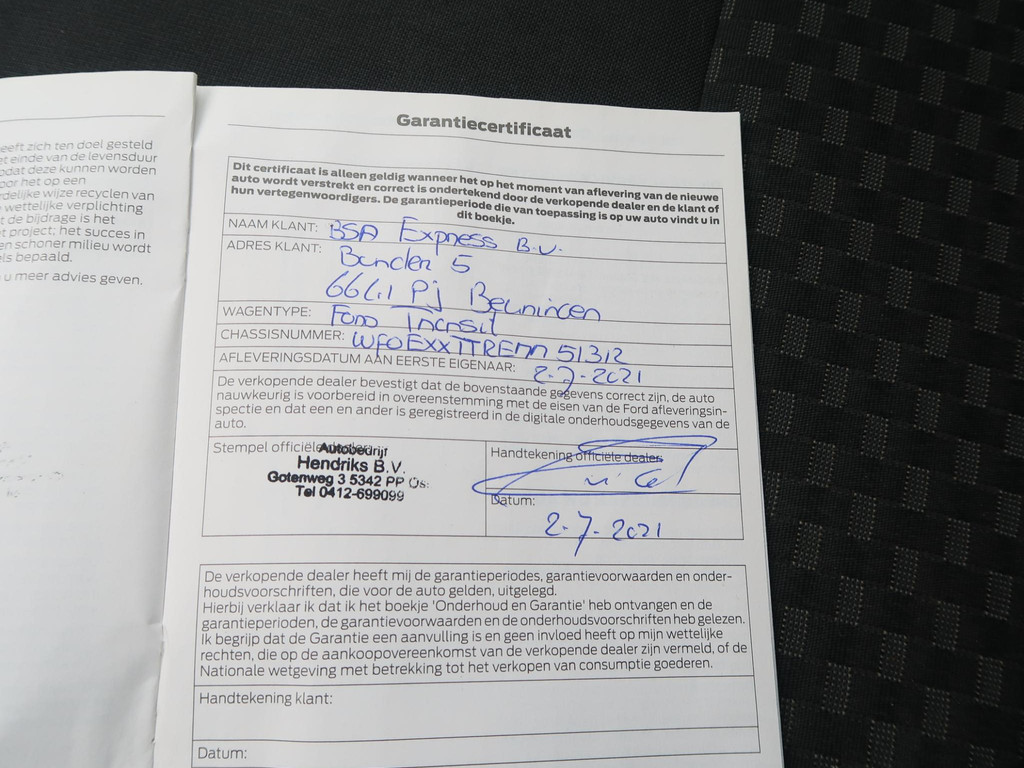 eeft zich ten doel gesteld
et einde van de levensduur
odat deze kunnen worden
oor het op een
rdelijke wijze recyclen van
wettelijke verplichting
t de bijdrage is het
t project; het succes in
en schoner milieu wordt
ls bepaald.
u meer advies geven.
Garantiecertificaat
Dit certificaat is alleen geldig wanneer het op het moment van aflevering van de nieuwe
auto wordt verstrekt en correct is ondertekend door de verkopende dealer en de klant of
hun vertegenwoordigers. De garantieperiode die van toepassing is op uw auto vindt u in
dit boekje.
NAAM KLANT: BSA Express B.V.
ADRES KLANT: 5
6641 PJ Beuningen
WAGENTYPE: Ford Transit
CHASSISNUMMER: WF0EXXTTREMM51312
AFLEVERINGSDATUM AAN EERSTE EIGENAAR: 2-7-2021
De verkopende dealer bevestigt dat de bovenstaande gegevens correct zijn, de auto
nauwkeurig is voorbereid in overeenstemming met de eisen van de Ford afleveringsin-
spectie en dat een en ander is geregistreerd in de digitale onderhoudsgegevens van de
auto.
Stempel officiële dealer:
Autobedrijf
Hendriks B.V.
Gotenweg 3 5342 PP Os
Tel 0412-699099
Handtekening officiële dealer:
Datum:
2-7-2021
De verkopende dealer heeft mij de garantieperiodes, garantievoorwaarden en onder-
houdsvoorschriften, die voor de auto gelden, uitgelegd.
Hierbij verklaar ik dat ik het boekje 'Onderhoud en Garantie' heb ontvangen en de
garantieperioden, de garantievoorwaarden en de onderhoudsvoorschriften heb gelezen.
Ik begrijp dat de Garantie een aanvulling is en geen invloed heeft op mijn wettelijke
rechten, die op de aankoopovereenkomst van de verkopende dealer zijn vermeld, of de
Nationale wetgeving met betrekking tot het verkopen van consumptie goederen.
Handtekening klant:
Datum: